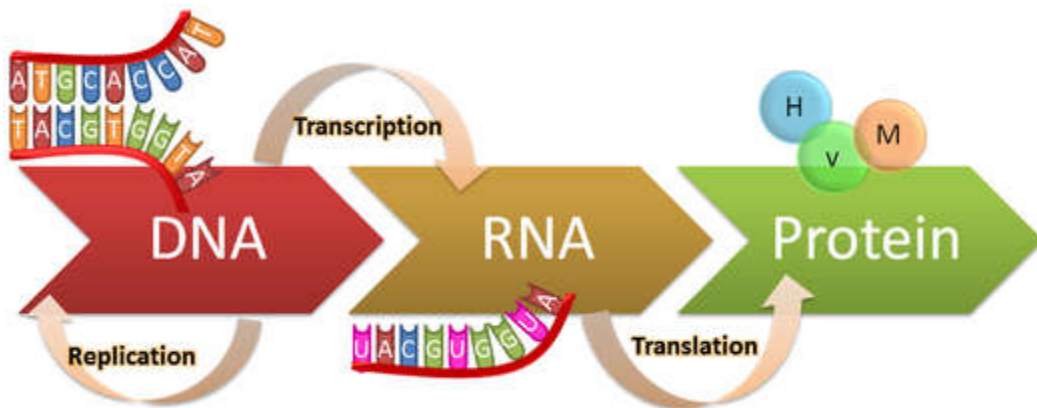 ATGCACCAT
TACGTGGTA
Transcription
H
v
M
DNA
RNA
Protein
Replication
UACGUGGUA
Translation